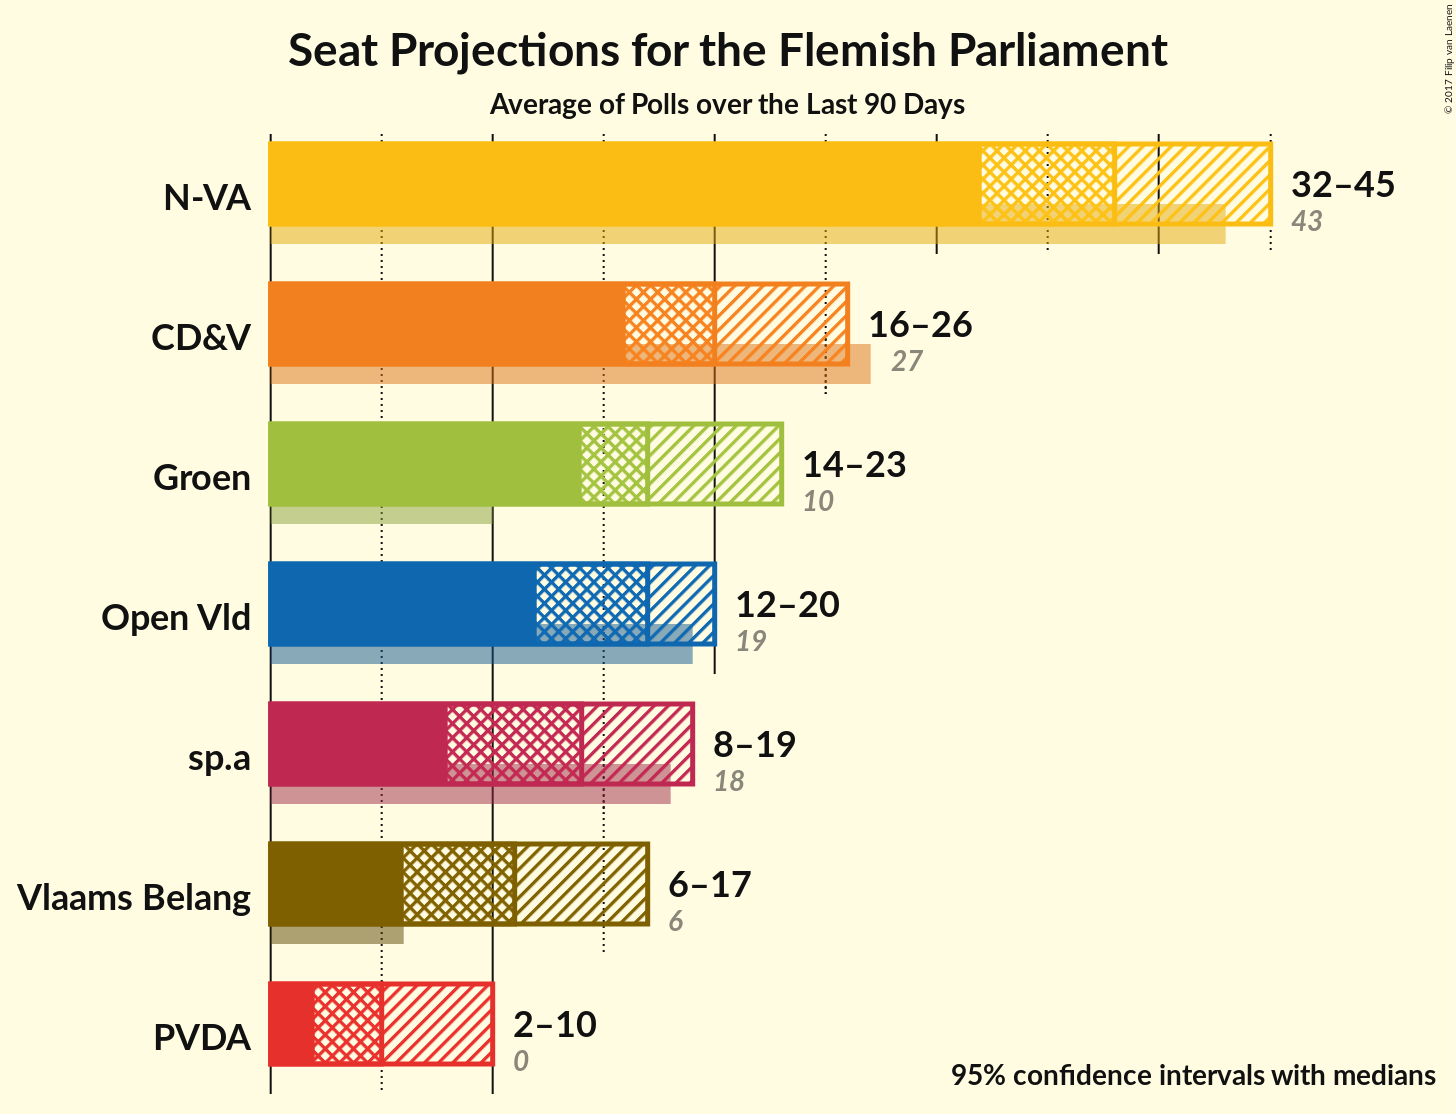 Seat Projections for the Flemish Parliament
Average of Polls over the Last 90 Days
© 2017 Filip van Laenen
N-VA
32–45
43
CD&V
16–26
27
Groen
14–23
10
Open Vld
12–20
19
sp.a
8–19
18
Vlaams Belang
6–17
6
PVDA
2–10
0
95% confidence intervals with medians